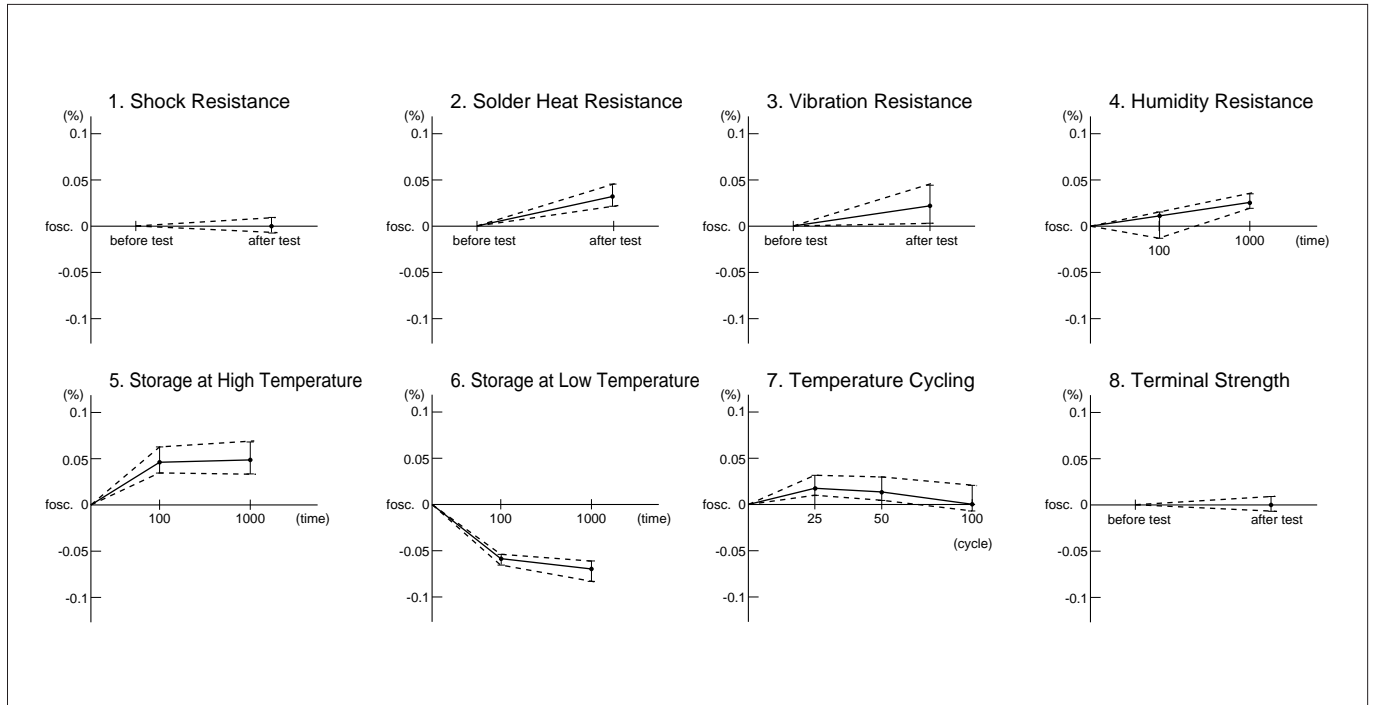 1. Shock Resistance
(%)
0.1
0.05
fosc. 0
before test after test
-0.05
-0.1
2. Solder Heat Resistance
(%)
0.1
0.05
fosc. 0
before test after test
-0.05
-0.1
3. Vibration Resistance
(%)
0.1
0.05
fosc. 0
before test after test
-0.05
-0.1
4. Humidity Resistance
(%)
0.1
0.05
fosc. 0
100 1000 (time)
-0.05
-0.1
5. Storage at High Temperature
(%)
0.1
0.05
fosc. 0
100 1000 (time)
-0.05
-0.1
6. Storage at Low Temperature
(%)
0.1
0.05
fosc. 0
100 1000 (time)
-0.05
-0.1
7. Temperature Cycling
(%)
0.1
0.05
fosc. 0
25 50 100
(cycle)
-0.05
-0.1
8. Terminal Strength
(%)
0.1
0.05
fosc. 0
before test after test
-0.05
-0.1